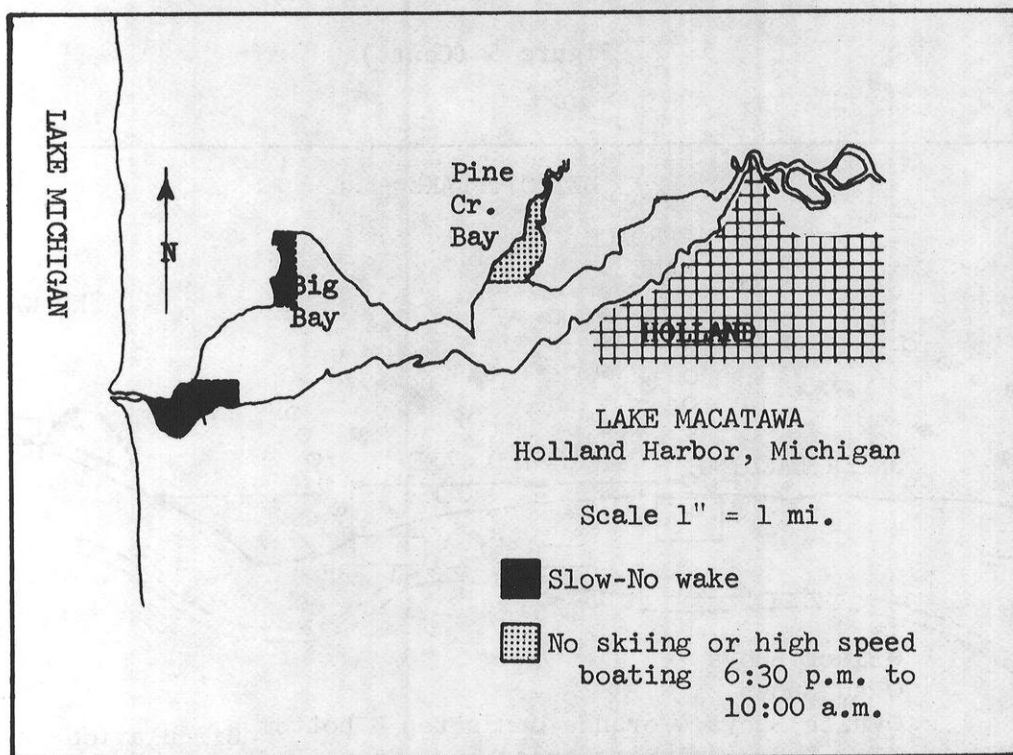 LAKE MICHIGAN
N
Pine
Cr.
Bay
Big
Bay
HOLLAND
LAKE MACATAWA
Holland Harbor, Michigan
Scale 1" = 1 mi.
Slow-No wake
No skiing or high speed
boating 6:30 p.m. to
10:00 a.m.